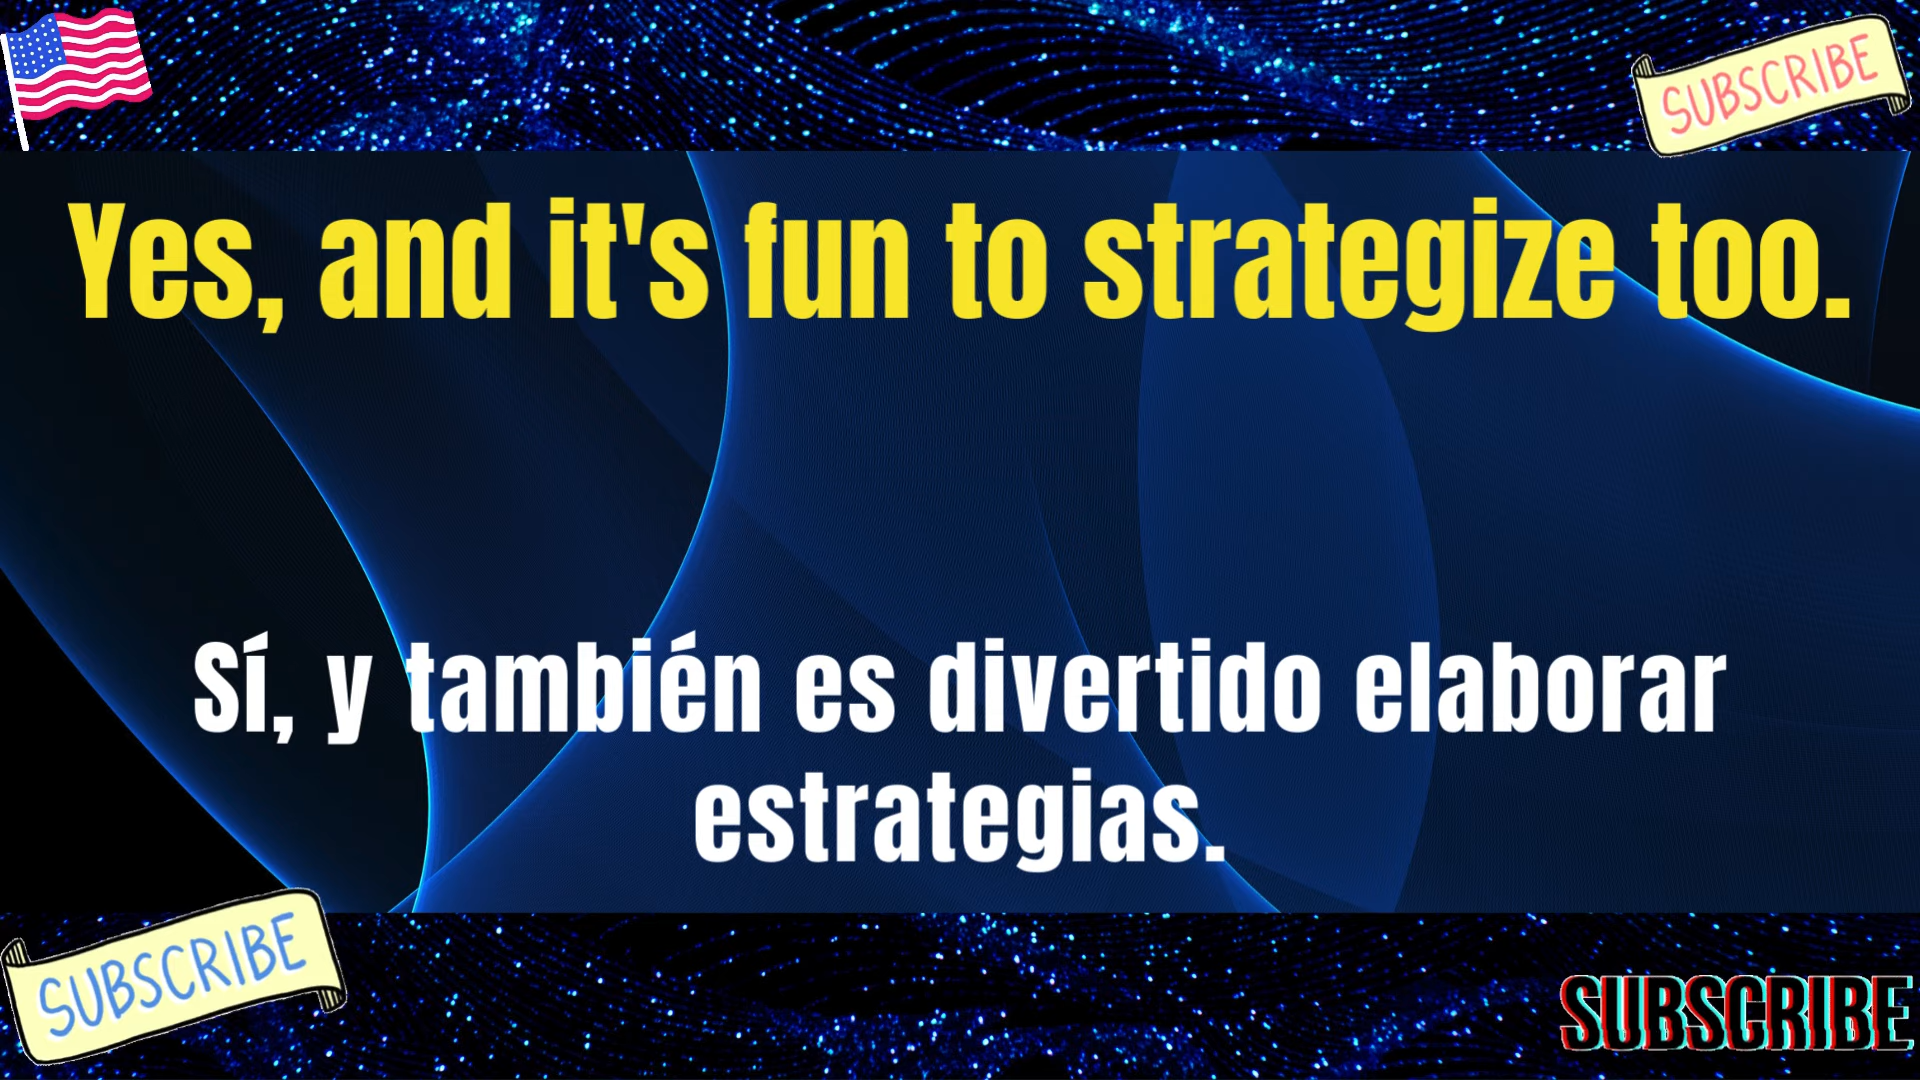 SUBSCRIBE
Yes, and it's fun to strategize too.
Sí, y también es divertido elaborar
estrategias.
SUBSCRIBE
SUBSCRIBE